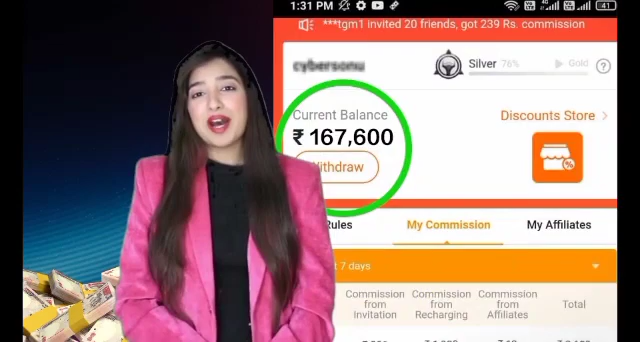 1:31 PM
41
***tgm1 invited 20 friends, got 239 Rs. commission
cybersonu
Silver 76% Gold ?
Current Balance
₹ 167,600
Withdraw
Discounts Store >
%
Rules My Commission My Affiliates
7 days
Commission from Invitation
Commission from Recharging
Commission from Affiliates
Total